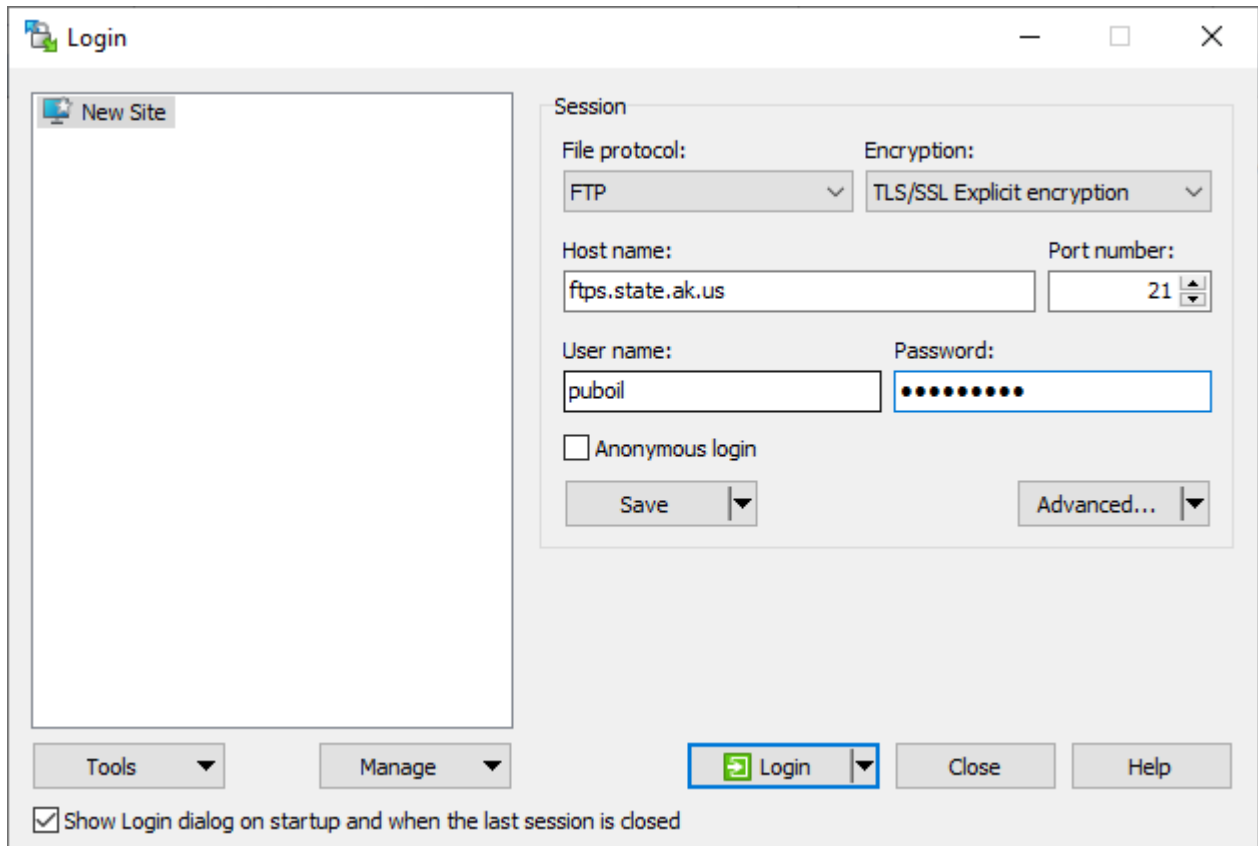 Login
New Site
Session
File protocol: Encryption:
FTP TLS/SSL Explicit encryption
Host name: Port number:
ftps.state.ak.us 21
User name: Password:
puboil •••••••••
Anonymous login
Save Advanced...
Tools Manage Login Close Help
Show Login dialog on startup and when the last session is closed